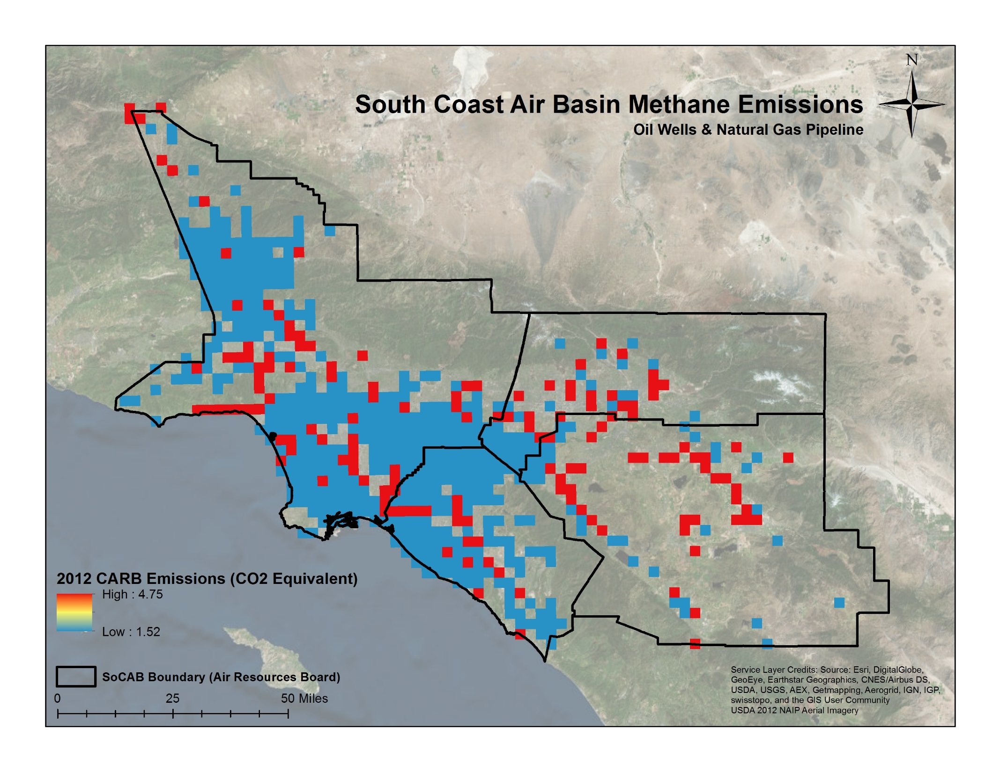 N
South Coast Air Basin Methane Emissions
Oil Wells & Natural Gas Pipeline
2012 CARB Emissions (CO2 Equivalent)
High : 4.75
Low : 1.52
SoCAB Boundary (Air Resources Board)
0 25 50 Miles
Service Layer Credits: Source: Esri, DigitalGlobe,
GeoEye, Earthstar Geographics, CNES/Airbus DS,
USDA, USGS, AEX, Getmapping, Aerogrid, IGN, IGP,
swisstopo, and the GIS User Community
USDA 2012 NAIP Aerial Imagery